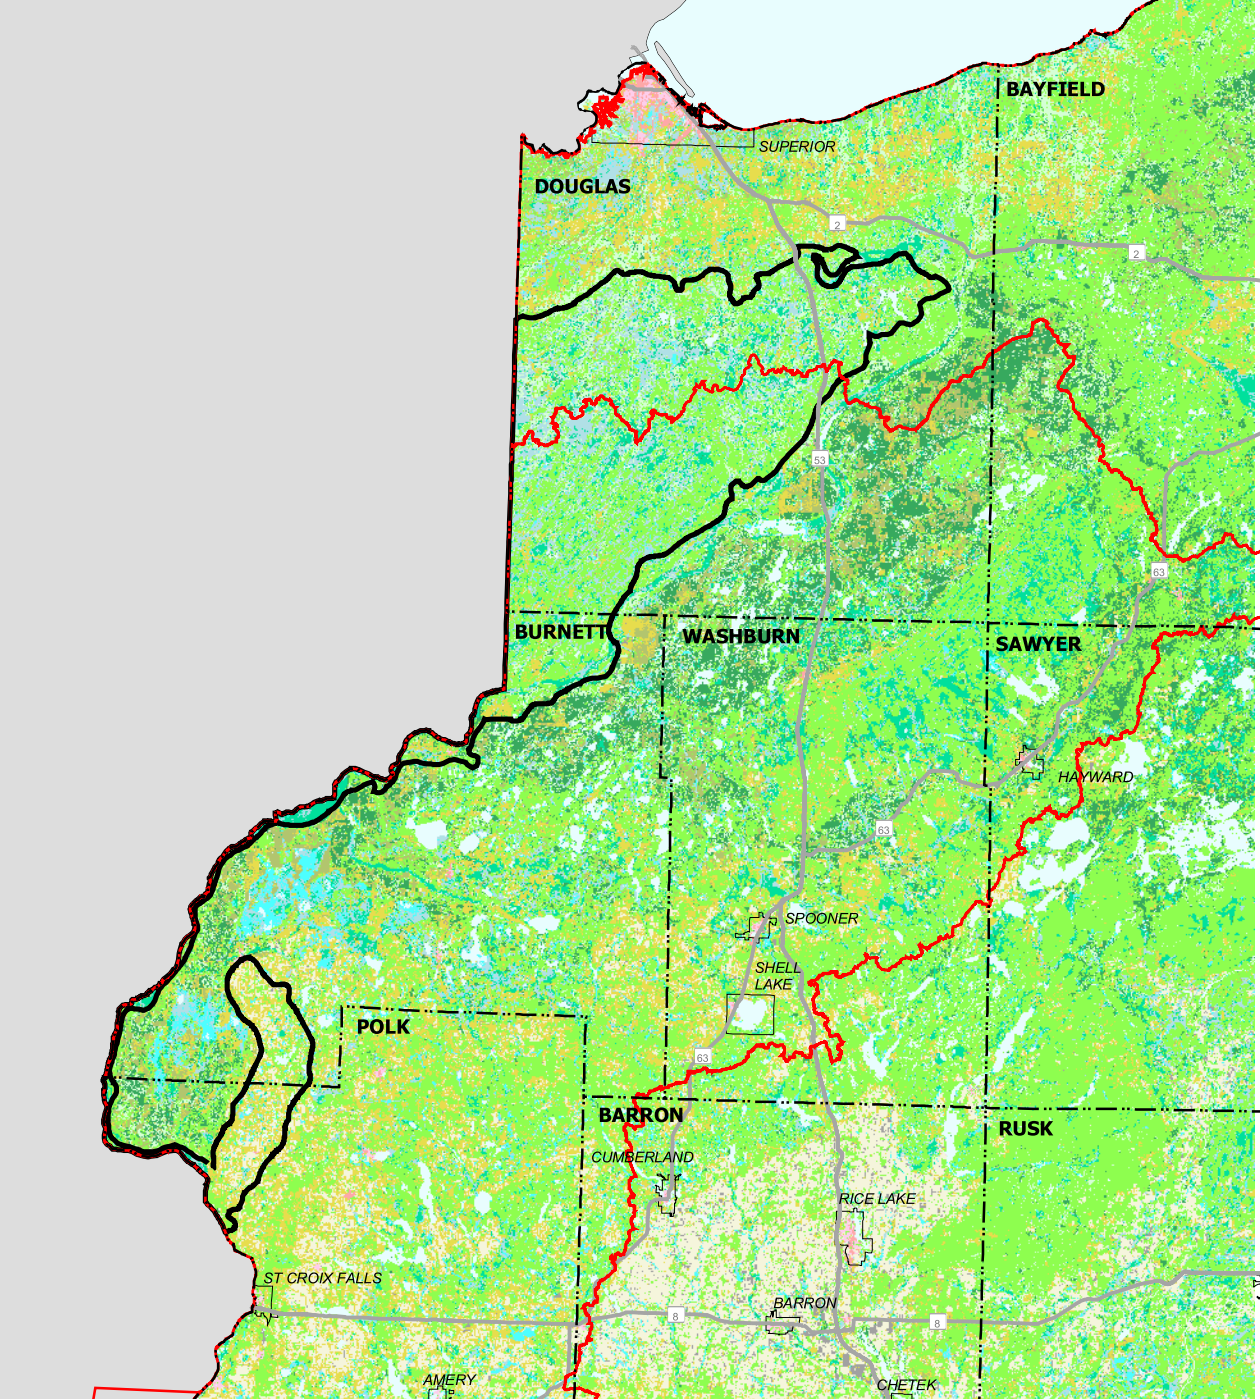 BAYFIELD
SUPERIOR
DOUGLAS
2
2
53
63
BURNETT
WASHBURN
SAWYER
HAYWARD
63
SPOONER
SHELL
LAKE
POLK
63
BARRON
RUSK
CUMBERLAND
RICE LAKE
ST CROIX FALLS
BARRON
8
8
AMERY
CHETEK